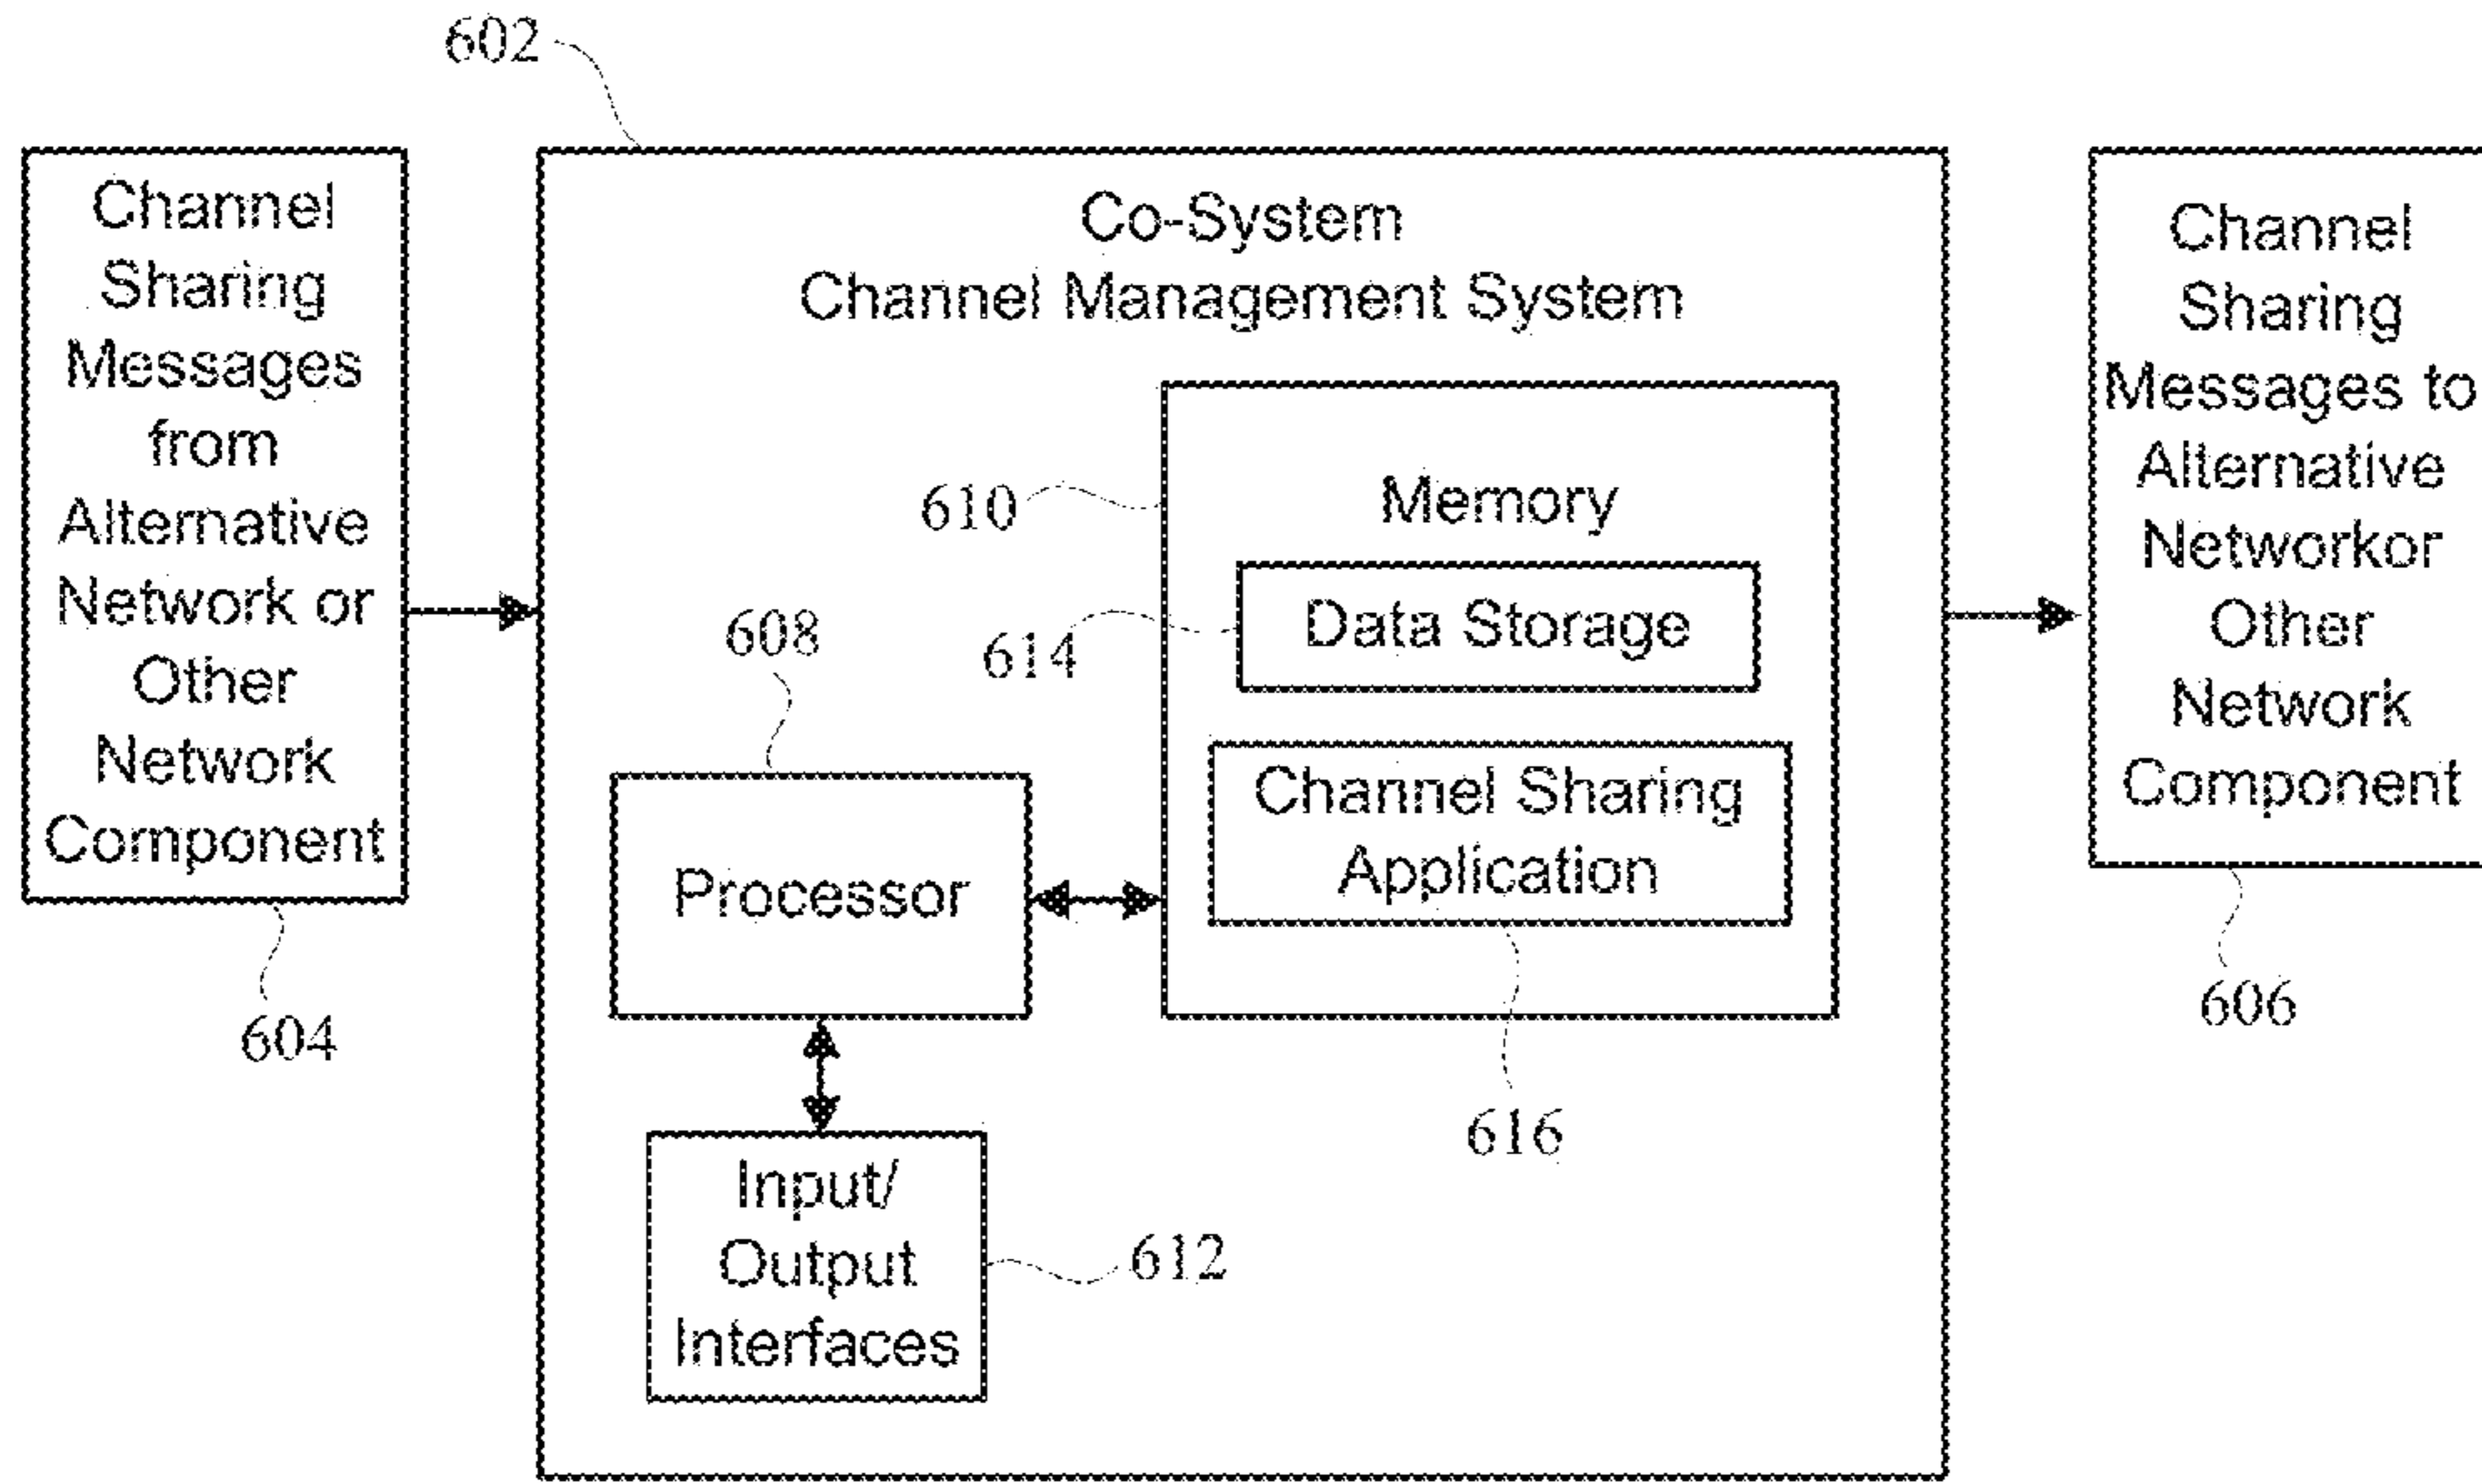 602
Channel
Sharing
Messages
from
Alternative
Network or
Other
Network
Component
604
Co-System
Channel Management System
610
Memory
614
Data Storage
Channel Sharing
Application
616
608
Processor
Input/
Output
Interfaces
612
Channel
Sharing
Messages to
Alternative
Networkor
Other
Network
Component
606